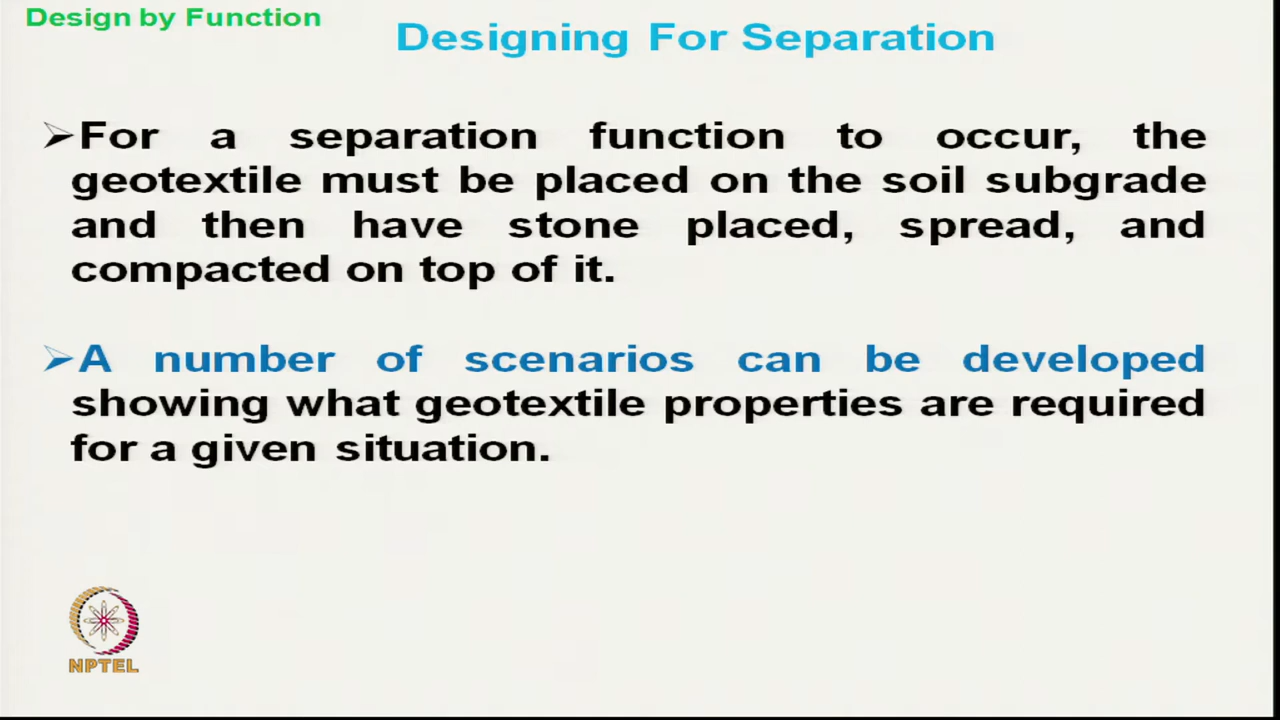 Design by Function
Designing For Separation
➢For a separation function to occur, the
geotextile must be placed on the soil subgrade
and then have stone placed, spread, and
compacted on top of it.
➢A number of scenarios can be developed
showing what geotextile properties are required
for a given situation.
NPTEL